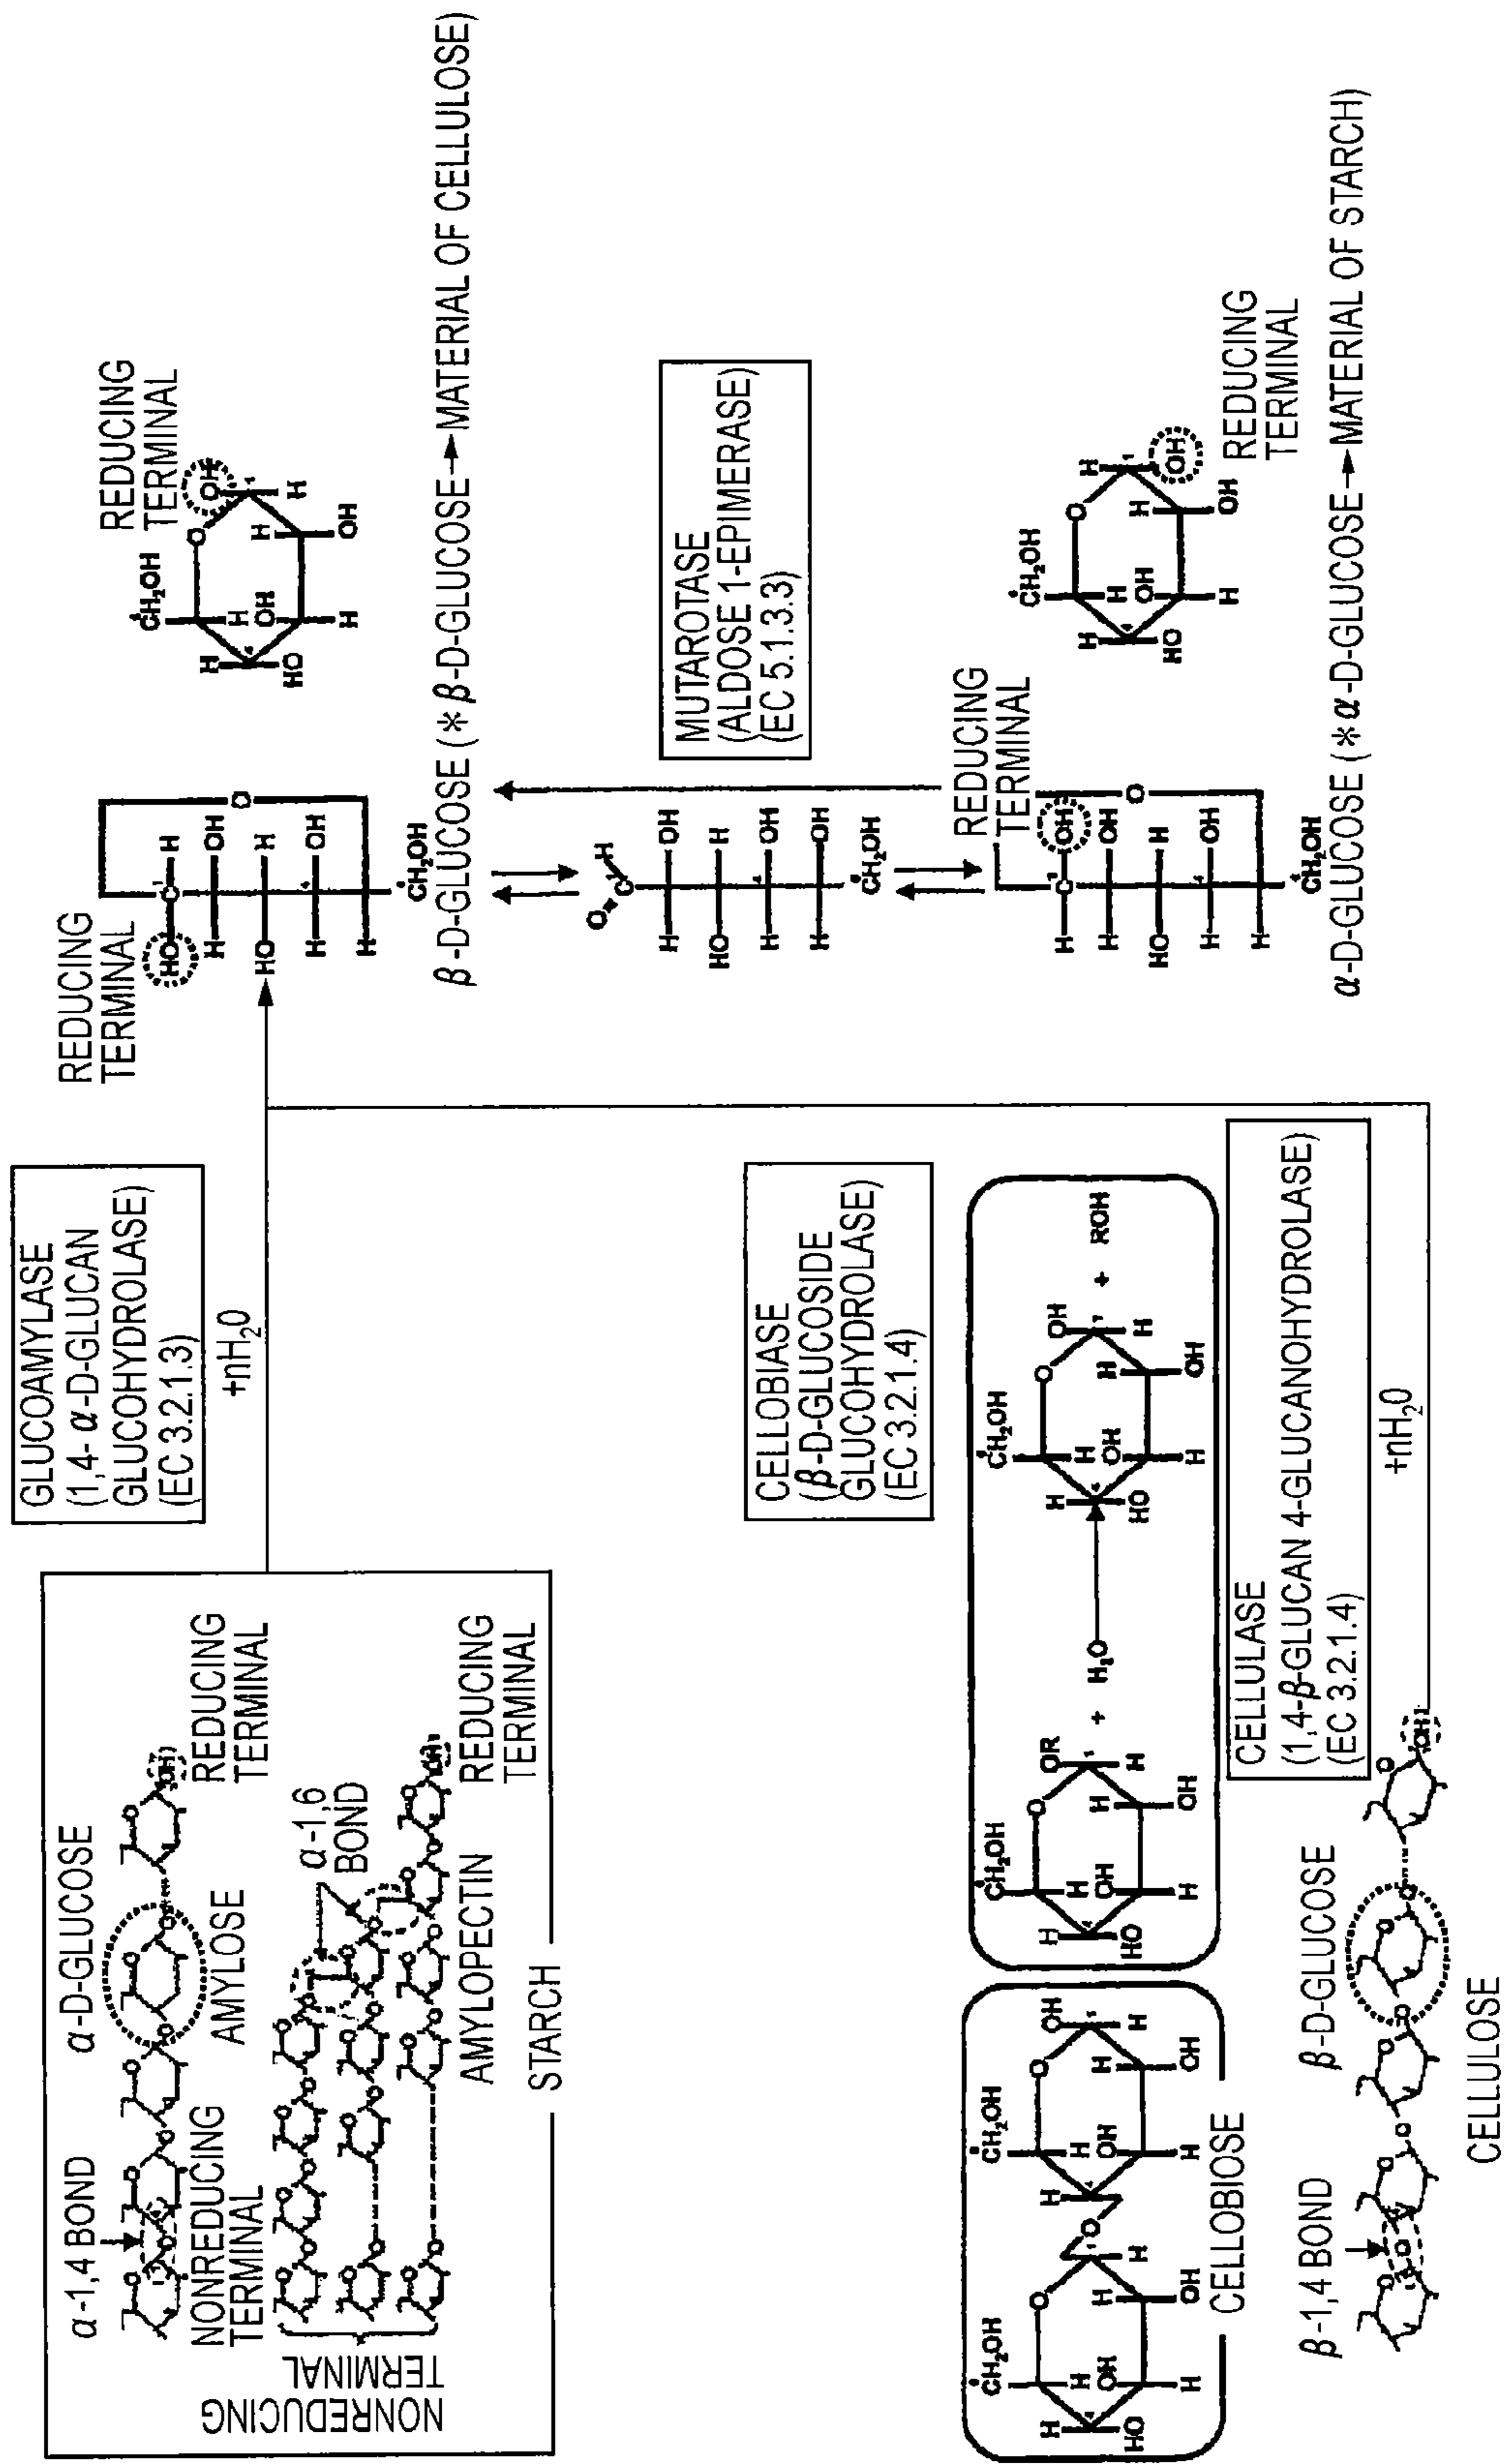 GLUCOAMYLASE
(1,4- α-D-GLUCAN
GLUCOHYDROLASE)
(EC 3.2.1.3)
+nH₂O
α-1,4 BOND
α-D-GLUCOSE
NONREDUCING
TERMINAL
AMYLOSE
REDUCING
TERMINAL
α-1,6
BOND
NONREDUCING
TERMINAL
AMYLOPECTIN
REDUCING
TERMINAL
STARCH
REDUCING
TERMINAL
REDUCING
TERMINAL
β-D-GLUCOSE (*β-D-GLUCOSE→MATERIAL OF CELLULOSE)
MUTAROTASE
(ALDOSE 1-EPIMERASE)
(EC 5.1.3.3)
REDUCING
TERMINAL
REDUCING
TERMINAL
α-D-GLUCOSE (*α-D-GLUCOSE→MATERIAL OF STARCH)
CELLOBIASE
(β-D-GLUCOSIDE
GLUCOHYDROLASE)
(EC 3.2.1.4)
CELLOBIOSE
+ H₂O
+ ROH
CELLULASE
(1,4-β-GLUCAN 4-GLUCANOHYDROLASE)
(EC 3.2.1.4)
+nH₂O
β-1,4 BOND
β-D-GLUCOSE
CELLULOSE